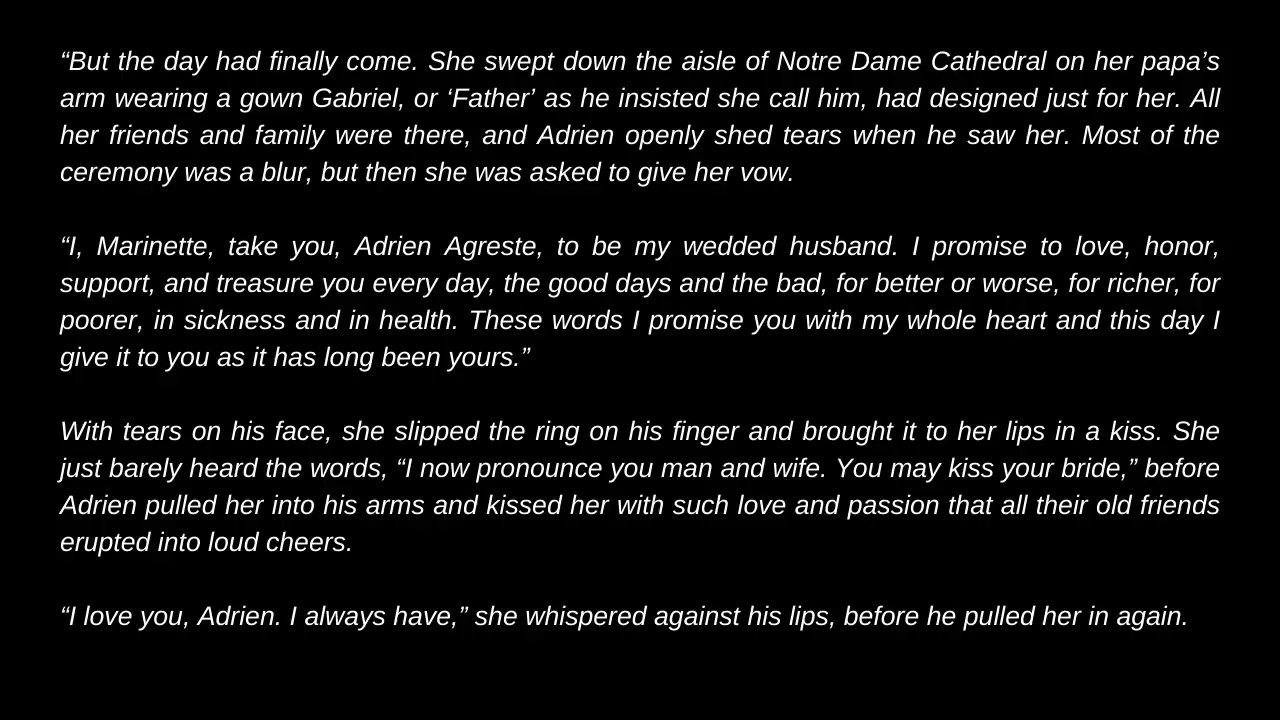 “But the day had finally come. She swept down the aisle of Notre Dame Cathedral on her papa’s
arm wearing a gown Gabriel, or ‘Father’ as he insisted she call him, had designed just for her. All
her friends and family were there, and Adrien openly shed tears when he saw her. Most of the
ceremony was a blur, but then she was asked to give her vow.
“I, Marinette, take you, Adrien Agreste, to be my wedded husband. I promise to love, honor,
support, and treasure you every day, the good days and the bad, for better or worse, for richer, for
poorer, in sickness and in health. These words I promise you with my whole heart and this day I
give it to you as it has long been yours.”
With tears on his face, she slipped the ring on his finger and brought it to her lips in a kiss. She
just barely heard the words, “I now pronounce you man and wife. You may kiss your bride,” before
Adrien pulled her into his arms and kissed her with such love and passion that all their old friends
erupted into loud cheers.
“I love you, Adrien. I always have,” she whispered against his lips, before he pulled her in again.